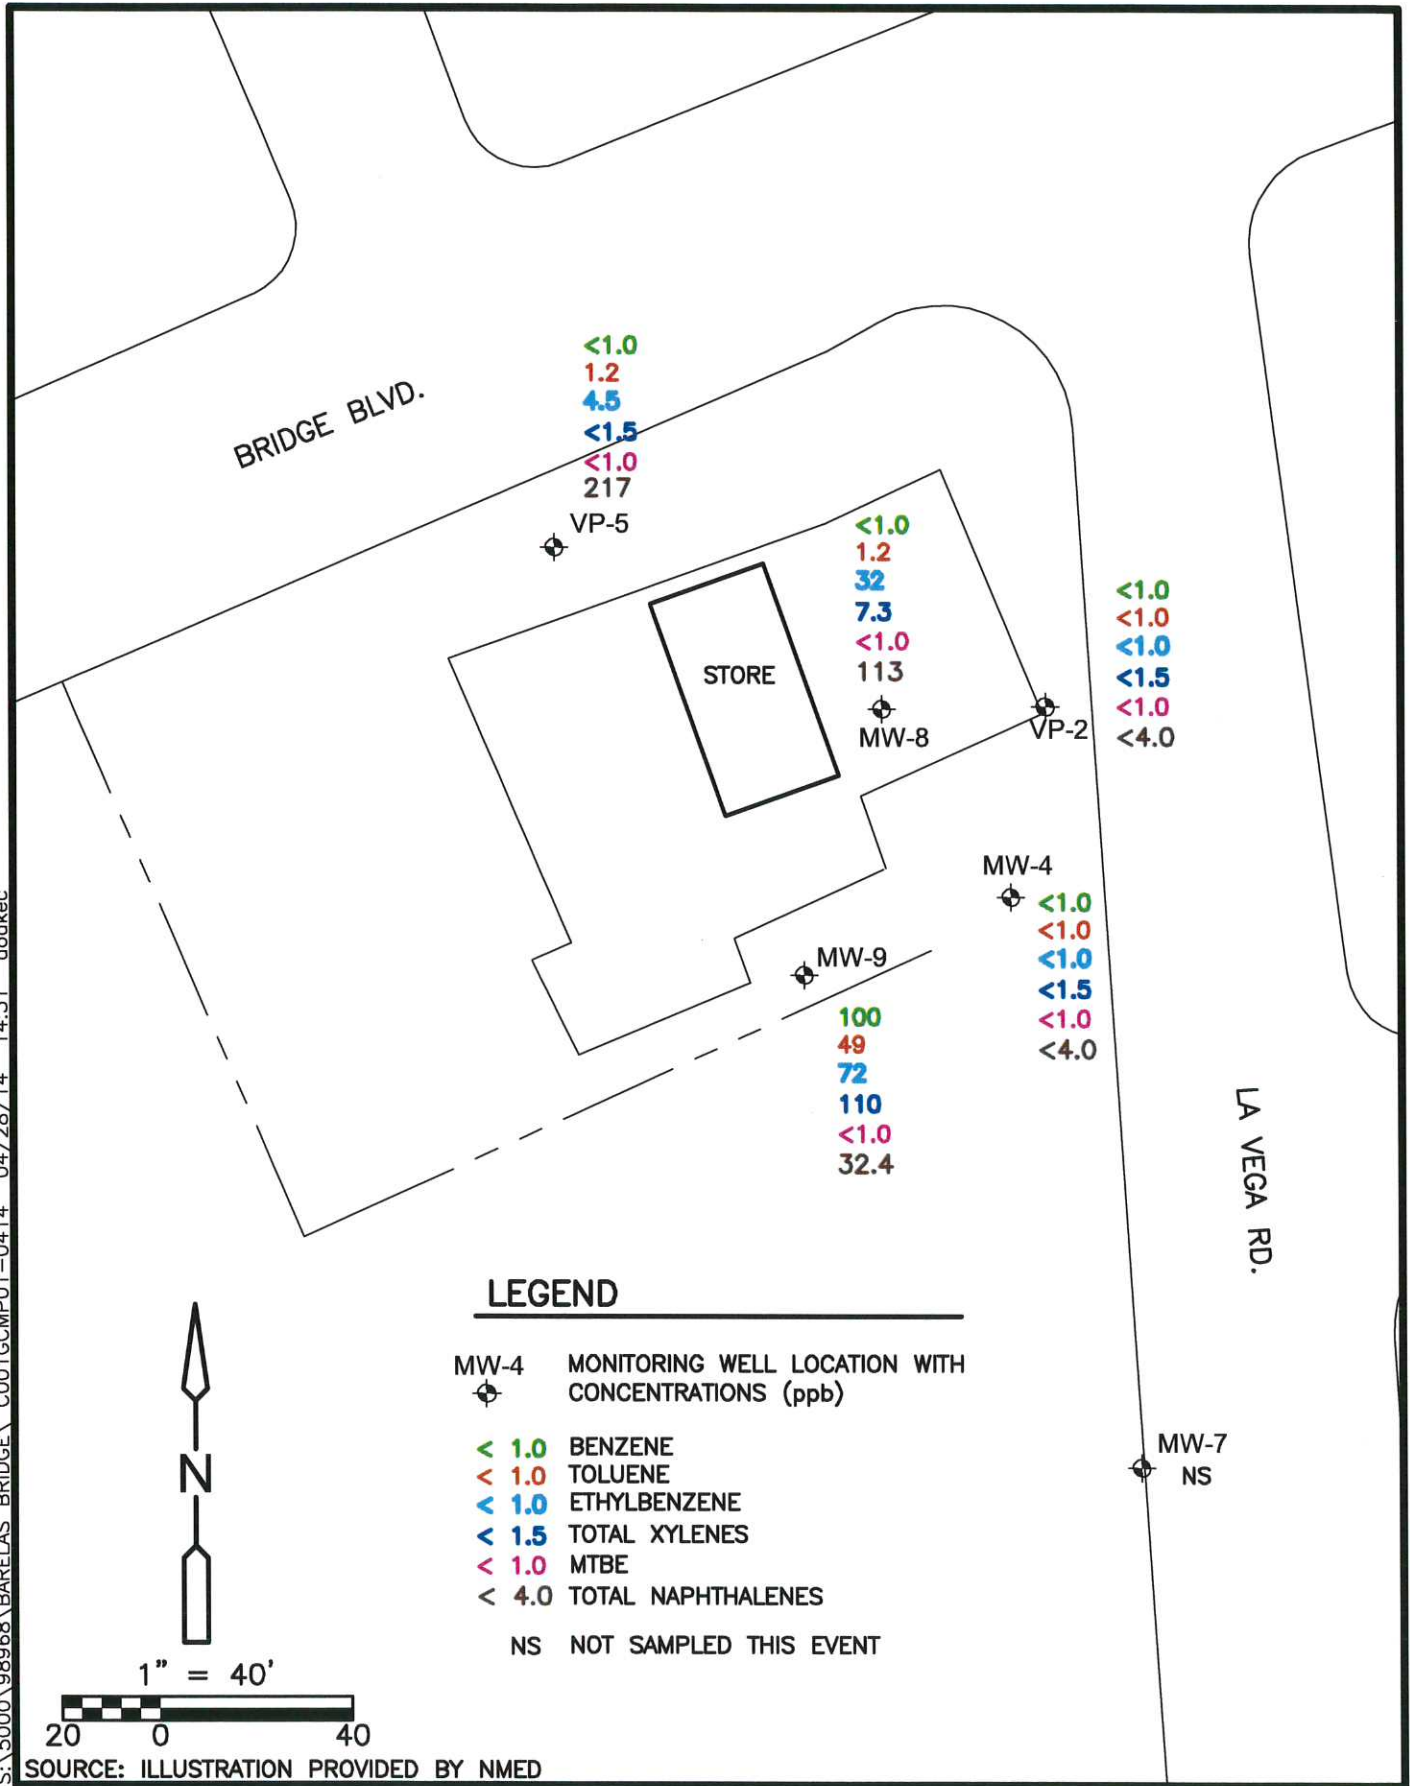 <1.0
1.2
4.5
<1.5
<1.0
217
VP-5
BRIDGE BLVD.
<1.0
1.2
32
7.3
<1.0
113
MW-8
STORE
<1.0
<1.0
<1.0
<1.5
<1.0
<4.0
VP-2
MW-4
<1.0
<1.0
<1.0
<1.5
<1.0
<4.0
MW-9
100
49
72
110
<1.0
32.4
LA VEGA RD.
LEGEND
MW-4 MONITORING WELL LOCATION WITH
CONCENTRATIONS (ppb)
< 1.0 BENZENE
< 1.0 TOLUENE
< 1.0 ETHYLBENZENE
< 1.5 TOTAL XYLENES
< 1.0 MTBE
< 4.0 TOTAL NAPHTHALENES
NS NOT SAMPLED THIS EVENT
MW-7
NS
N
1" = 40'
20 0 40
SOURCE: ILLUSTRATION PROVIDED BY NMED